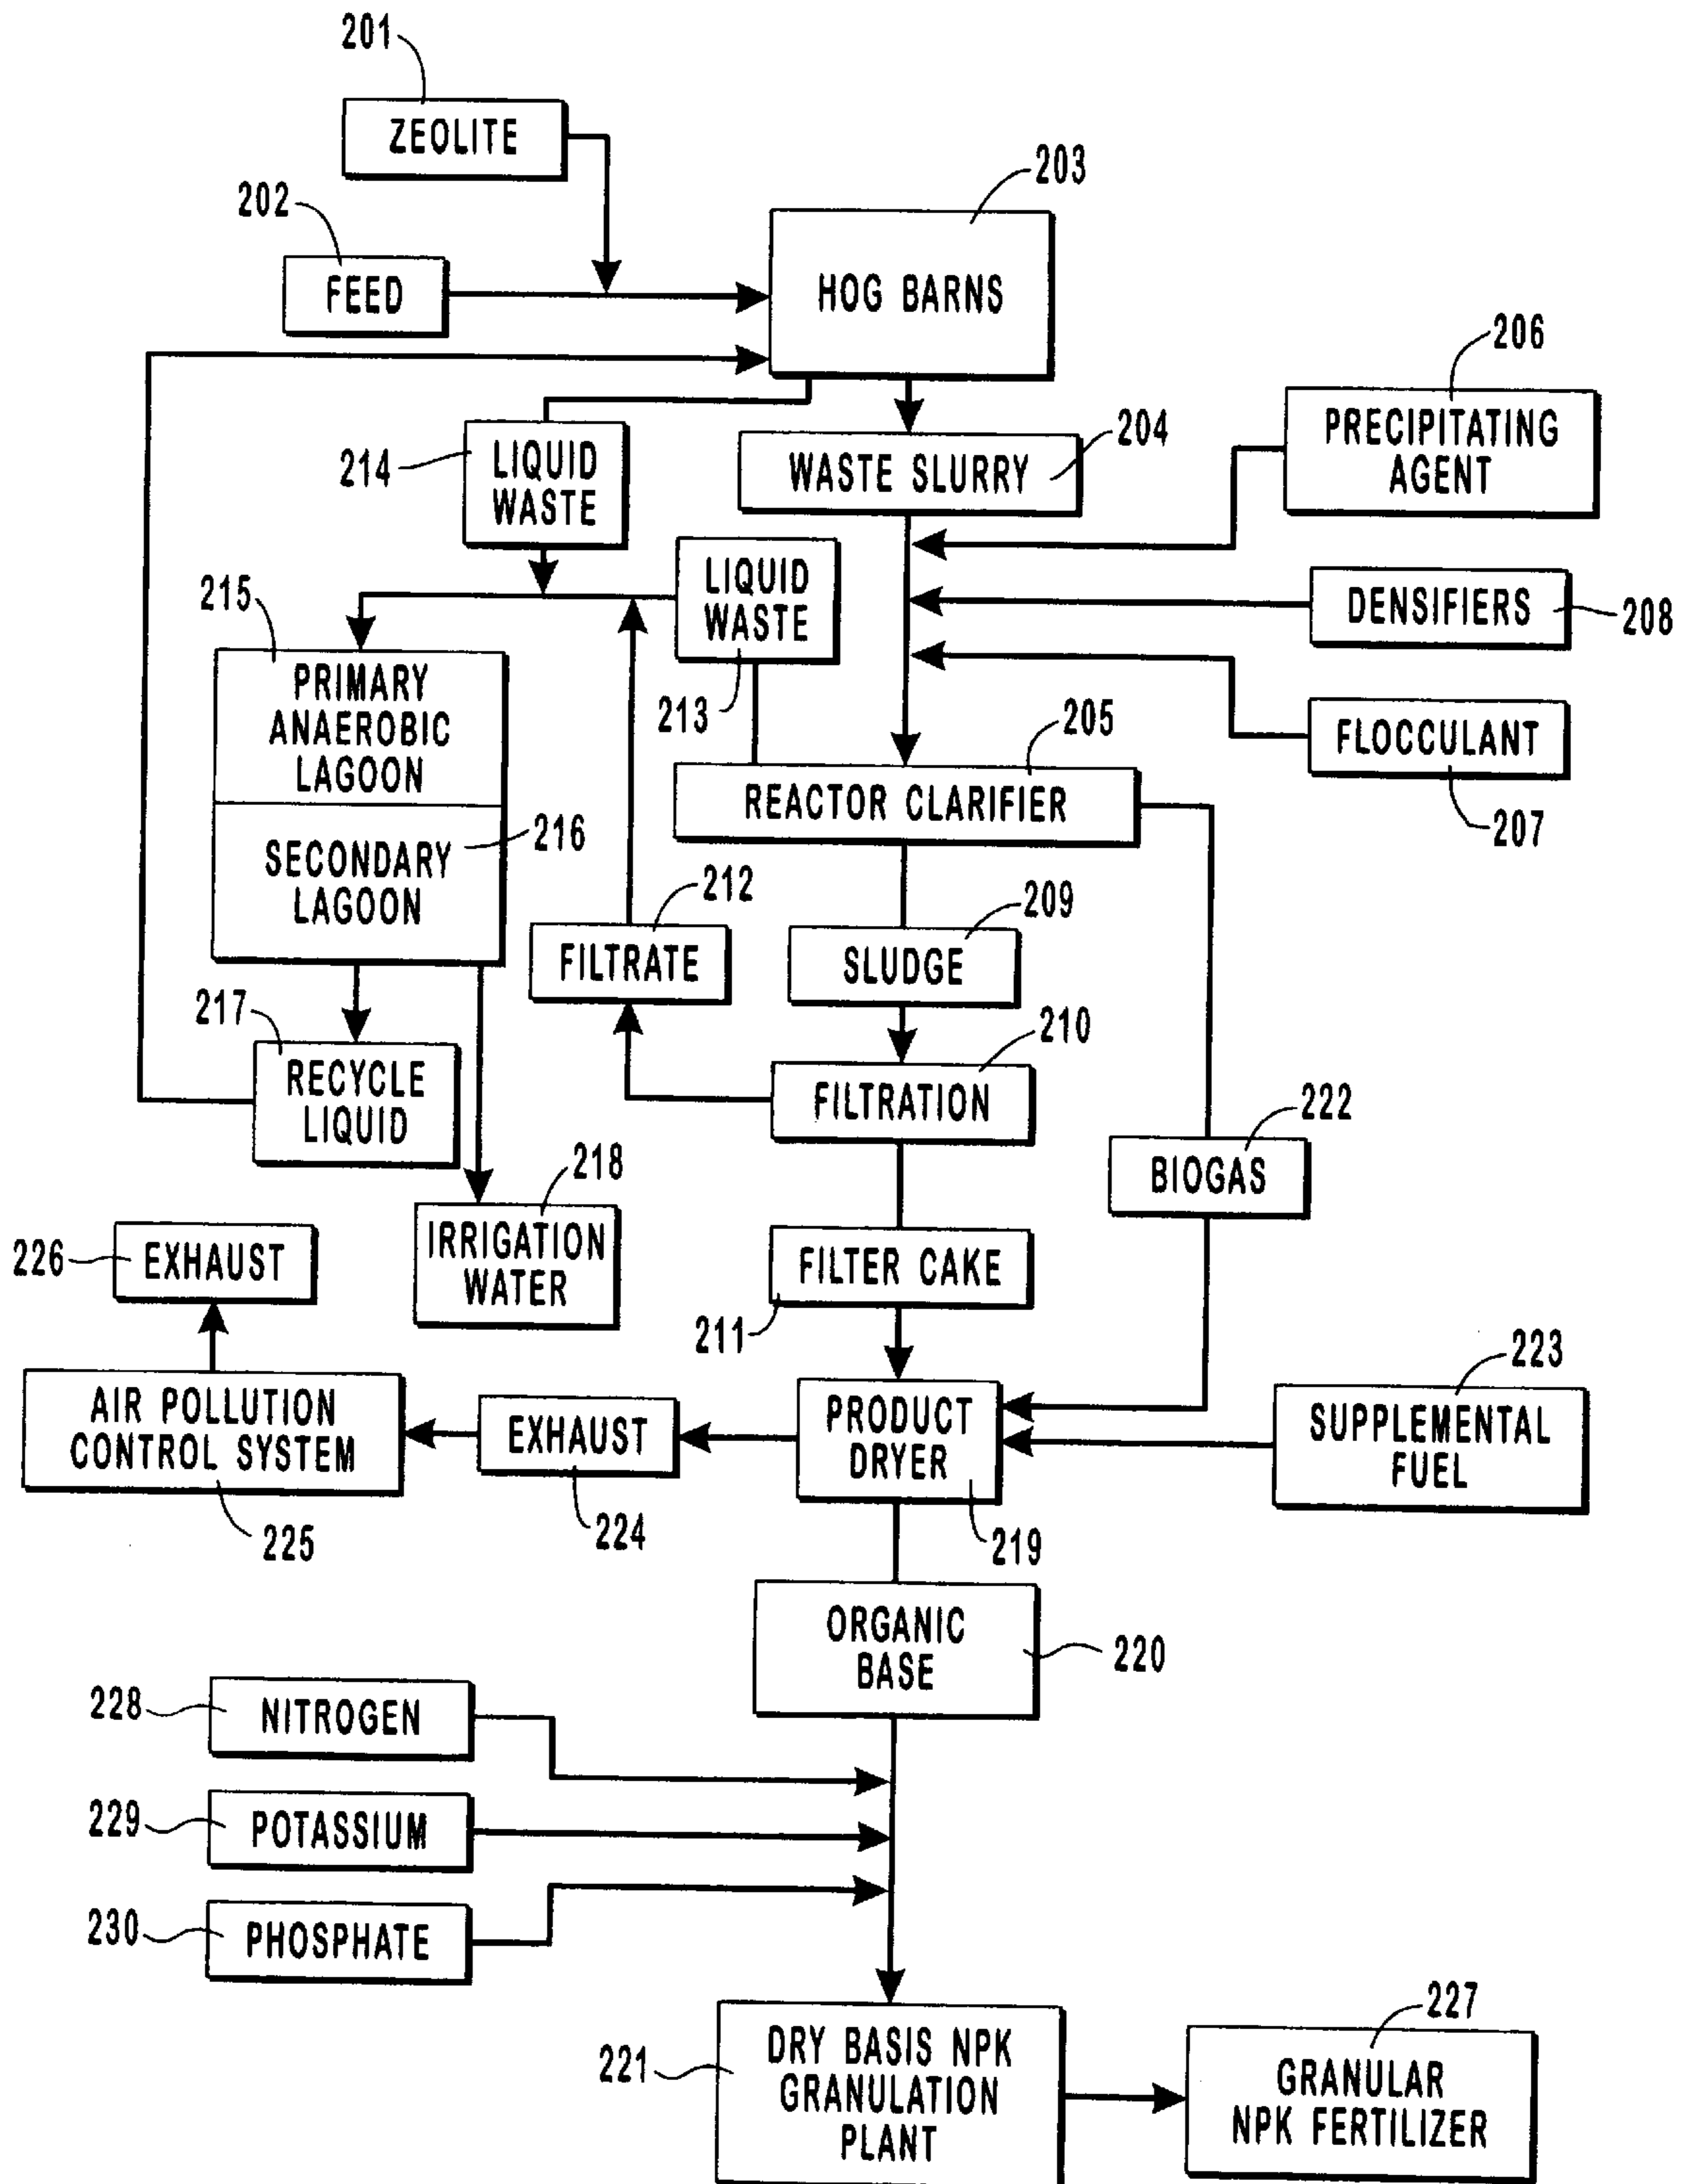 201
ZEOLITE
203
202
FEED
HOG BARNS
206
PRECIPITATING
AGENT
204
WASTE SLURRY
214
LIQUID
WASTE
LIQUID
WASTE
213
DENSIFIERS
208
215
PRIMARY
ANAEROBIC
LAGOON
FLOCCULANT
207
205
REACTOR CLARIFIER
216
SECONDARY
LAGOON
212
FILTRATE
209
SLUDGE
217
RECYCLE
LIQUID
210
FILTRATION
222
BIOGAS
218
IRRIGATION
WATER
226
EXHAUST
FILTER CAKE
211
223
SUPPLEMENTAL
FUEL
AIR POLLUTION
CONTROL SYSTEM
225
EXHAUST
224
PRODUCT
DRYER
219
ORGANIC
BASE
220
228
NITROGEN
229
POTASSIUM
230
PHOSPHATE
221
DRY BASIS NPK
GRANULATION
PLANT
227
GRANULAR
NPK FERTILIZER